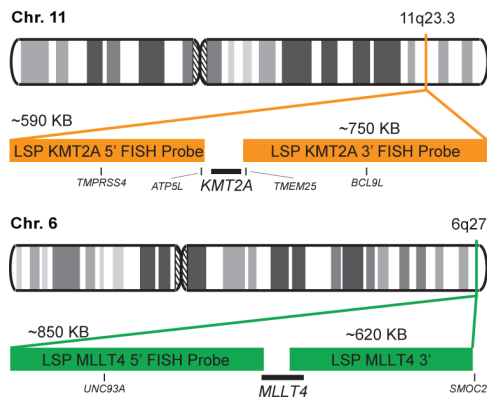 Chr. 11
11q23.3
~590 KB
~750 KB
LSP KMT2A 5' FISH Probe
LSP KMT2A 3' FISH Probe
TMPRSS4
ATP5L
KMT2A
TMEM25
BCL9L
Chr. 6
6q27
~850 KB
~620 KB
LSP MLLT4 5' FISH Probe
LSP MLLT4 3'
UNC93A
MLLT4
SMOC2